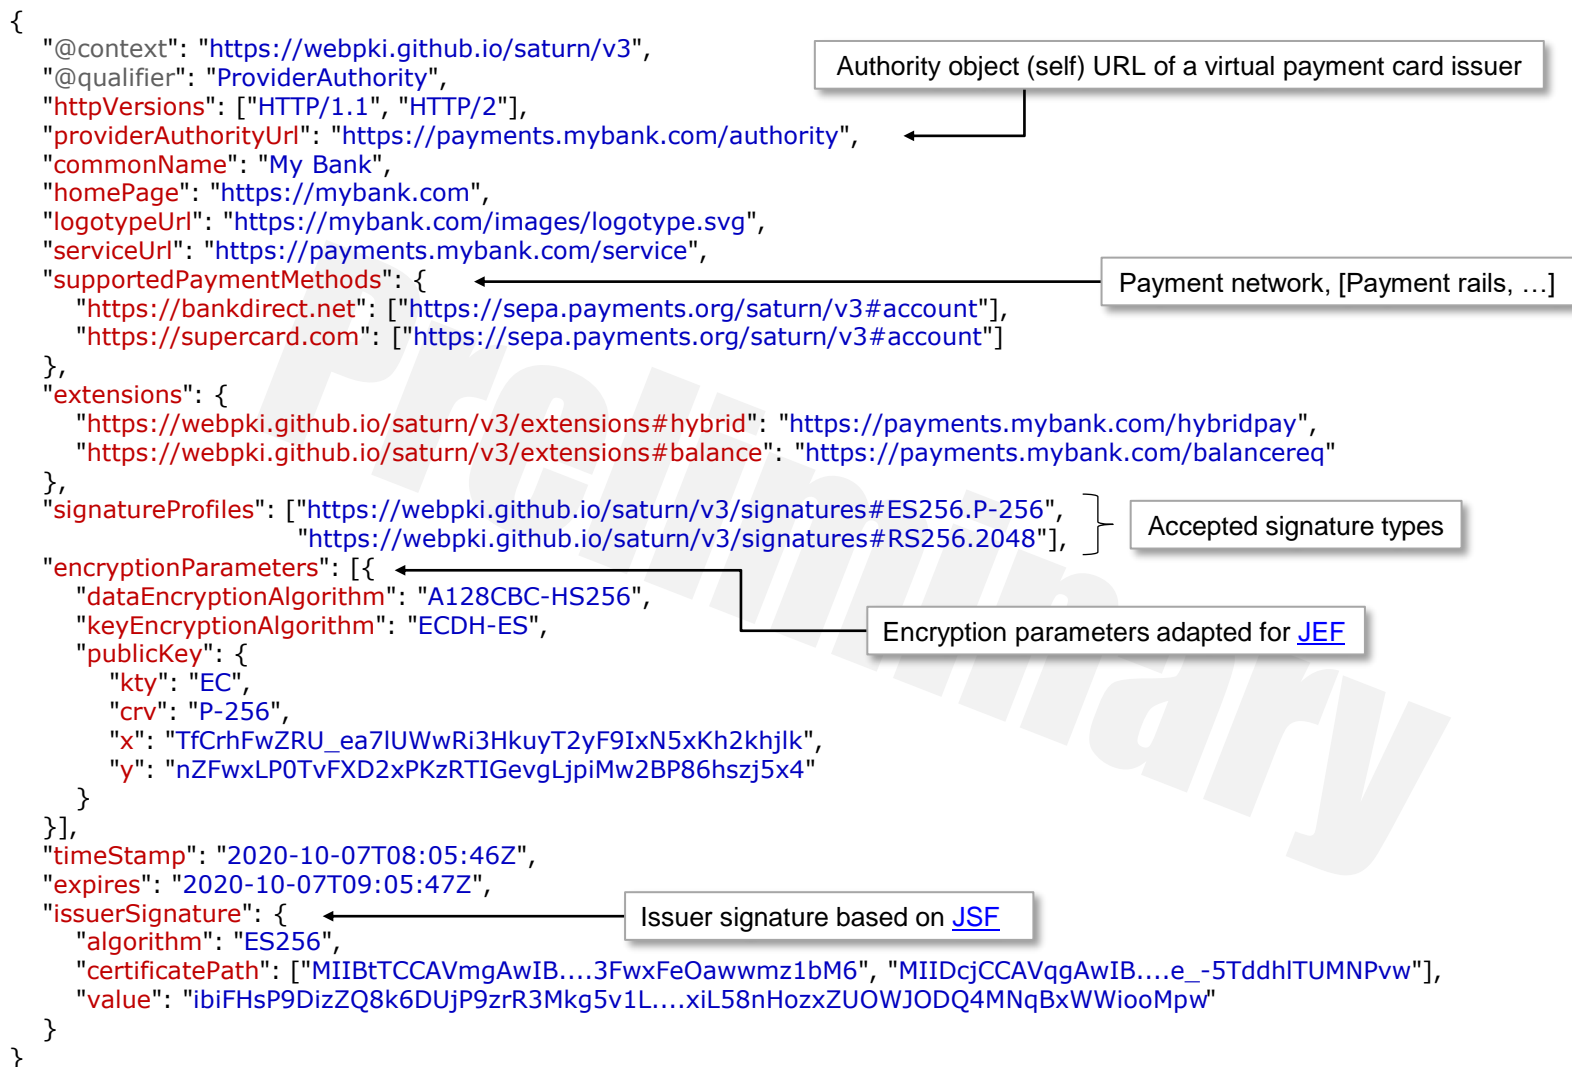 {
"@context": "https://webpki.github.io/saturn/v3",
"@qualifier": "ProviderAuthority",
"httpVersions": ["HTTP/1.1", "HTTP/2"],
"providerAuthorityUrl": "https://payments.mybank.com/authority",
"commonName": "My Bank",
"homePage": "https://mybank.com",
"logotypeUrl": "https://mybank.com/images/logotype.svg",
"serviceUrl": "https://payments.mybank.com/service",
"supportedPaymentMethods": {
"https://bankdirect.net": ["https://sepa.payments.org/saturn/v3#account"],
"https://supercard.com": ["https://sepa.payments.org/saturn/v3#account"]
},
"extensions": {
"https://webpki.github.io/saturn/v3/extensions#hybrid": "https://payments.mybank.com/hybridpay",
"https://webpki.github.io/saturn/v3/extensions#balance": "https://payments.mybank.com/balancereq"
},
"signatureProfiles": ["https://webpki.github.io/saturn/v3/signatures#ES256.P-256",
"https://webpki.github.io/saturn/v3/signatures#RS256.2048"],
"encryptionParameters": [{
"dataEncryptionAlgorithm": "A128CBC-HS256",
"keyEncryptionAlgorithm": "ECDH-ES",
"publicKey": {
"kty": "EC",
"crv": "P-256",
"x": "TfCrhFwZRU_ea7lUWwRi3HkuyT2yF9IxN5xKh2khjlk",
"y": "nZFwxLP0TvFXD2xPKzRTIGevgLjpiMw2BP86hszj5x4"
}
}],
"timeStamp": "2020-10-07T08:05:46Z",
"expires": "2020-10-07T09:05:47Z",
"issuerSignature": {
"algorithm": "ES256",
"certificatePath": ["MIIBtTCCAVmgAwIB....3FwxFeOawwmz1bM6", "MIIDcjCCAVqgAwIB....e_-5TddhlTUMNPvw"],
"value": "ibiFHsP9DizZQ8k6DUjP9zrR3Mkg5v1L....xiL58nHozxZUOWJODQ4MNqBxWWiooMpw"
}
}
Authority object (self) URL of a virtual payment card issuer
Payment network, [Payment rails, …]
Accepted signature types
Encryption parameters adapted for JEF
Issuer signature based on JSF
Preliminary